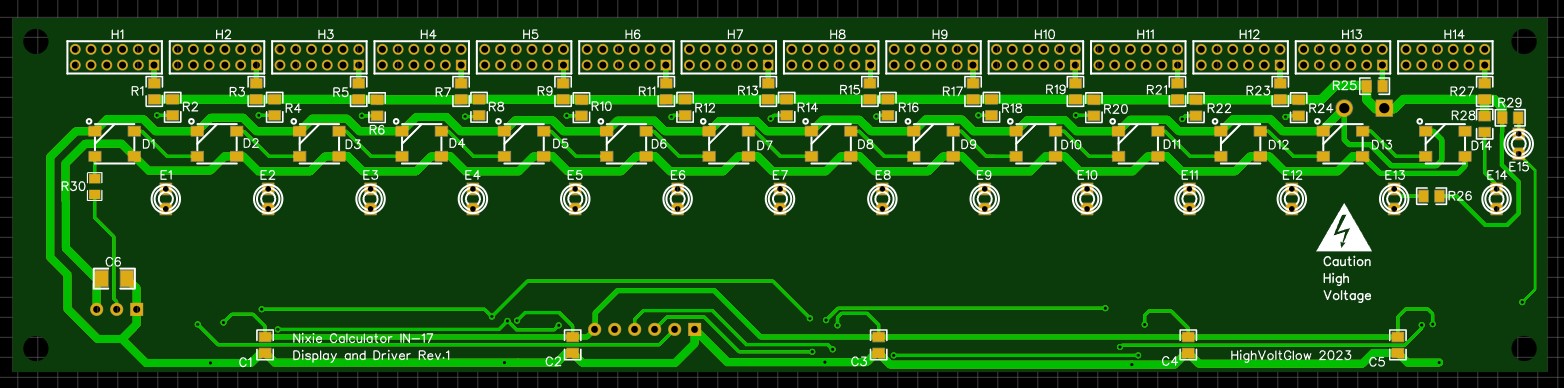 H1 H2 H3 H4 H5 H6 H7 H8 H9 H10 H11 H12 H13 H14
R1 R3 R5 R7 R9 R11 R13 R15 R17 R19 R21 R23 R25 R27
R2 R4 R6 R8 R10 R12 R14 R16 R18 R20 R22 R24 R28 R29
D1 D2 D3 D4 D5 D6 D7 D8 D9 D10 D11 D12 D13 D14
E15
R30 E1 E2 E3 E4 E5 E6 E7 E8 E9 E10 E11 E12 E13 E14
R26
C6
Caution
High
Voltage
Nixie Calculator IN-17
Display and Driver Rev.1
HighVoltGlow 2023
C1 C2 C3 C4 C5